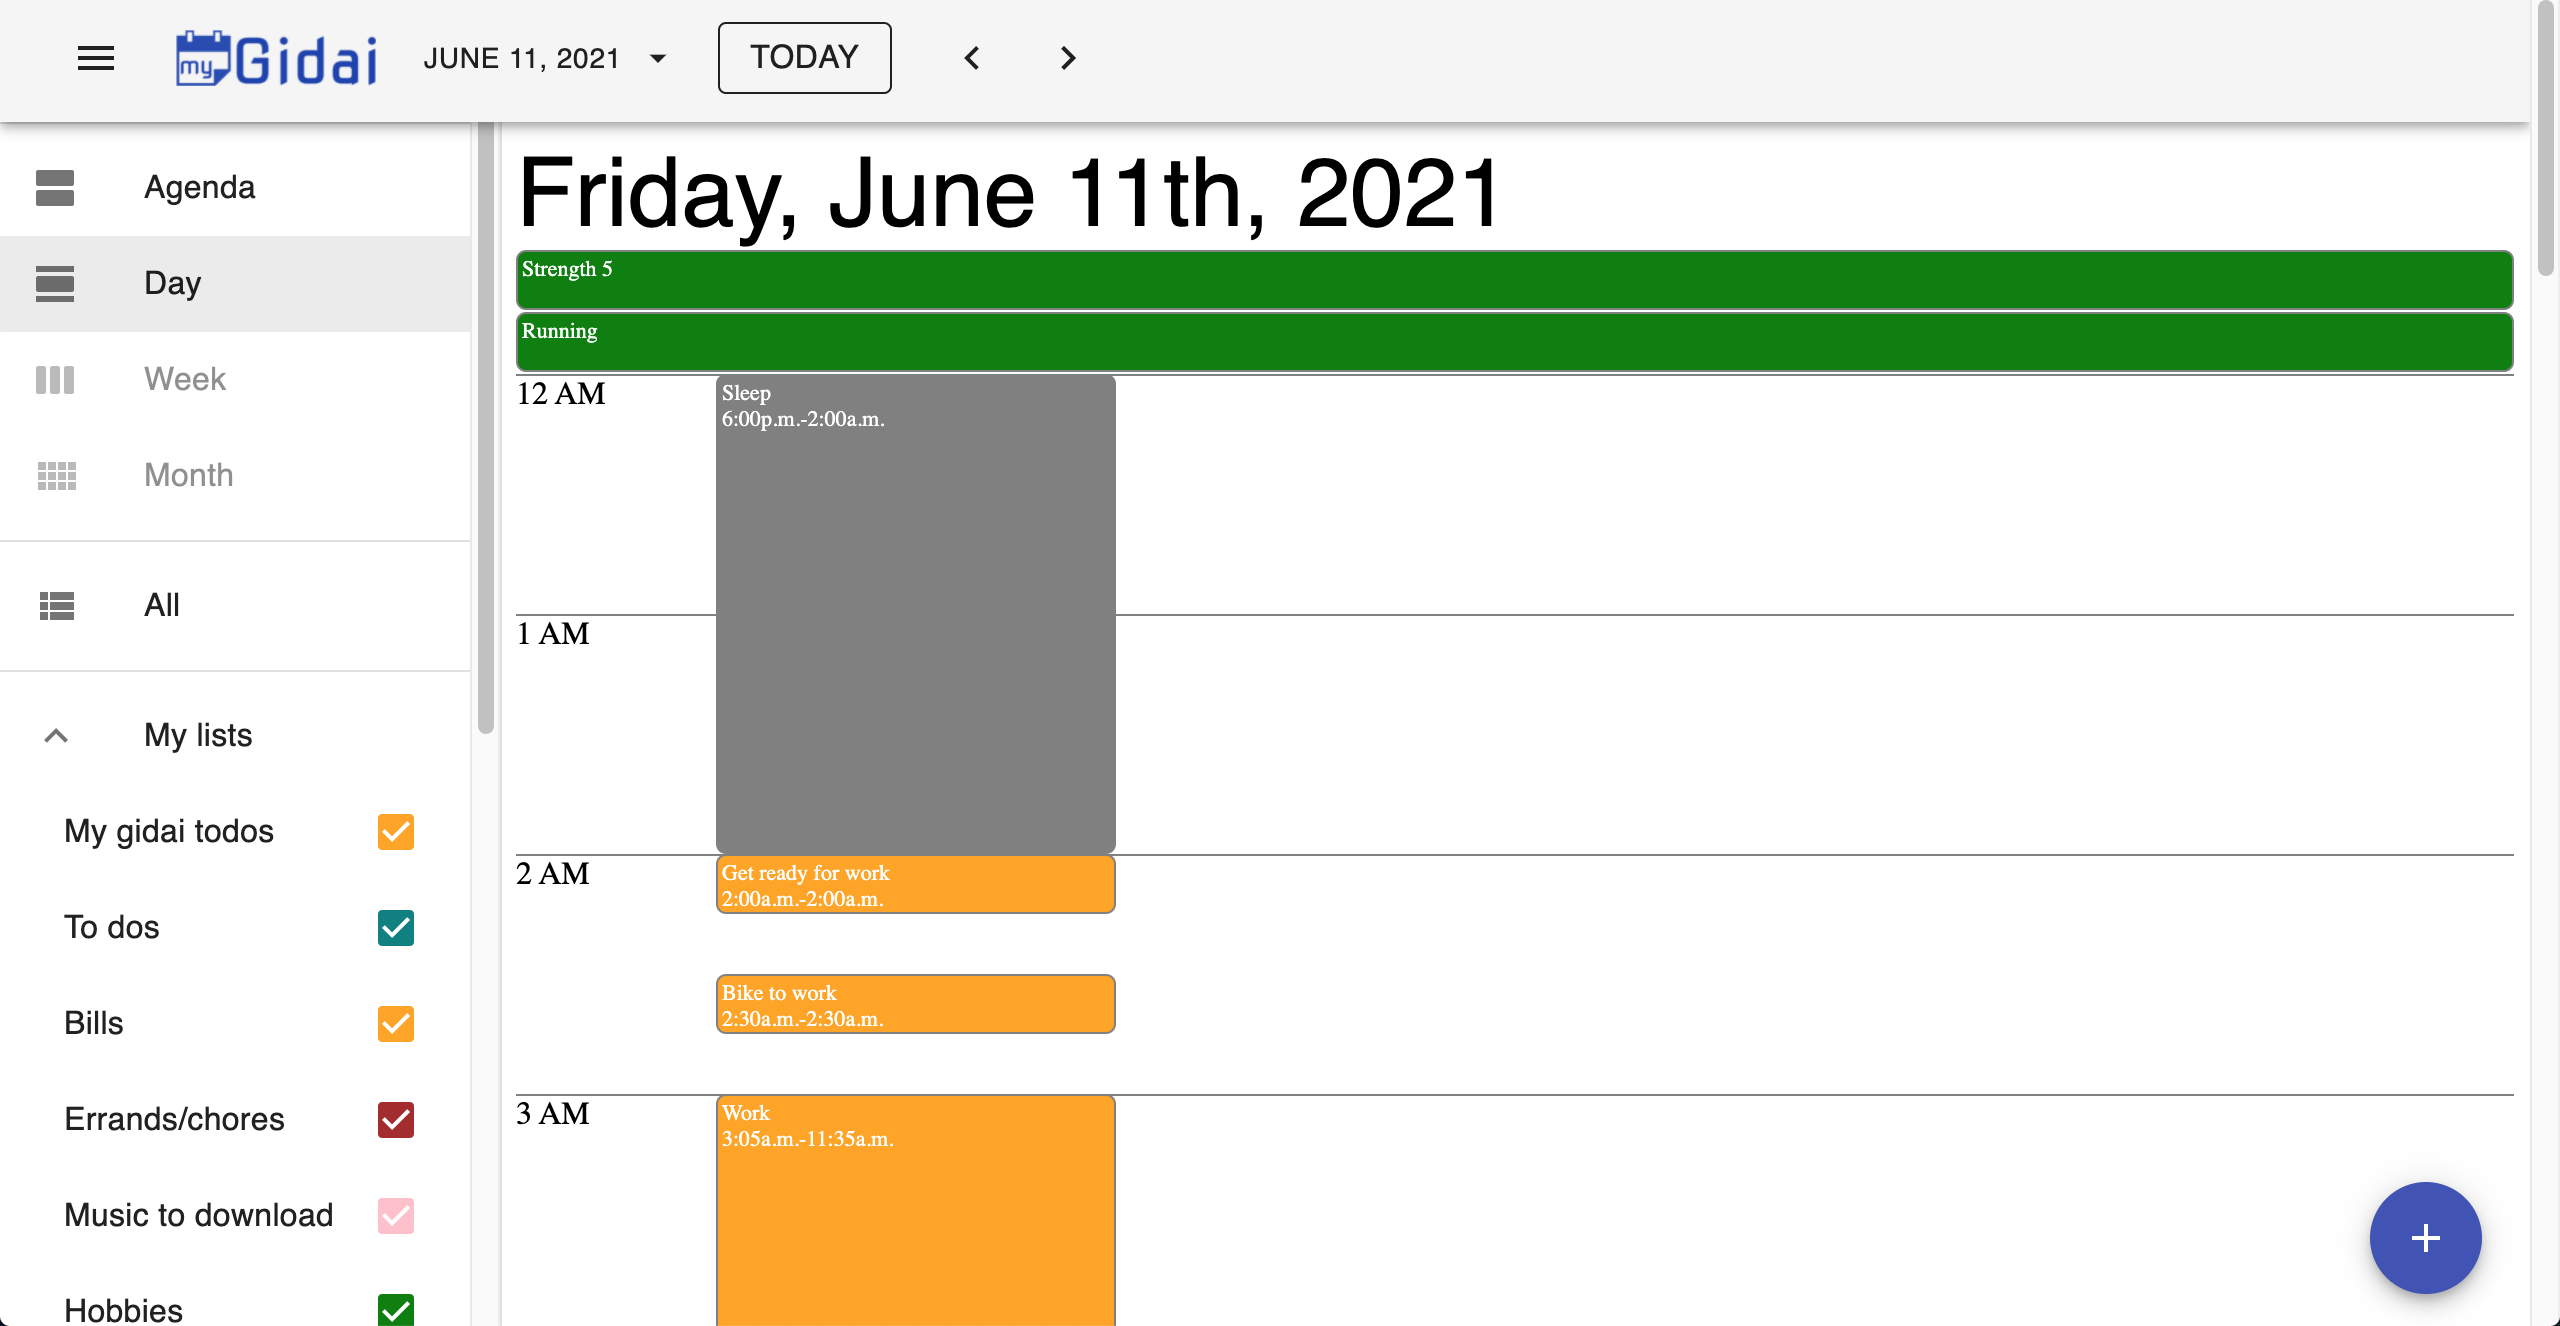 my Gidai
JUNE 11, 2021
TODAY
Agenda
Day
Week
Month
All
My lists
My gidai todos
To dos
Bills
Errands/chores
Music to download
Hobbies
Friday, June 11th, 2021
Strength 5
Running
12 AM
Sleep
6:00p.m.-2:00a.m.
1 AM
2 AM
Get ready for work
2:00a.m.-2:00a.m.
Bike to work
2:30a.m.-2:30a.m.
3 AM
Work
3:05a.m.-11:35a.m.